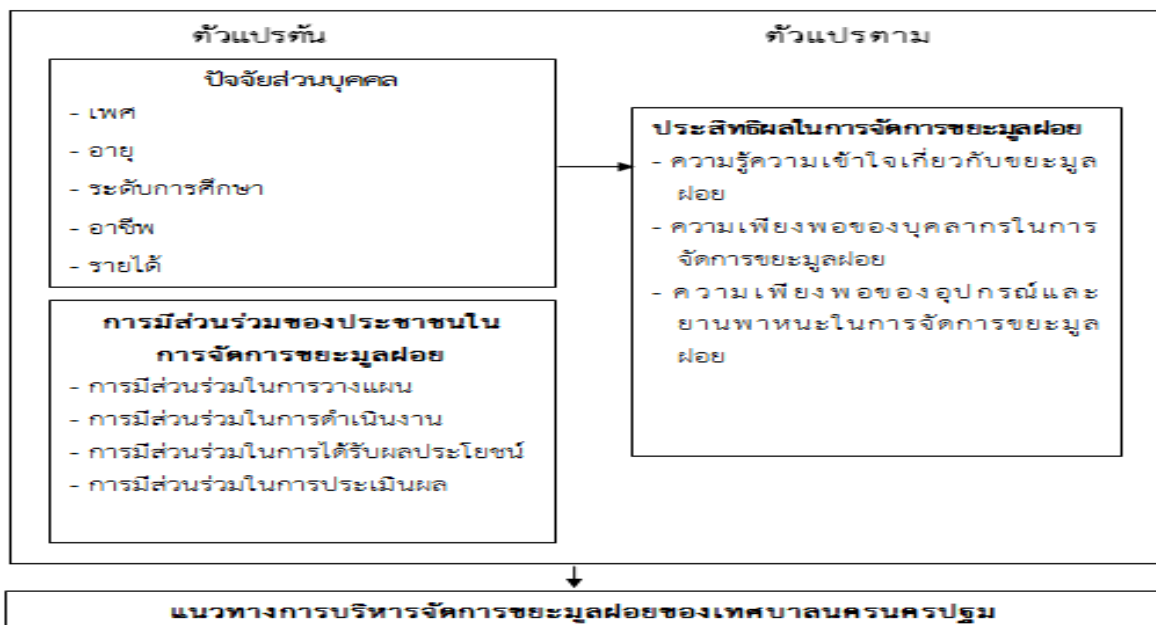 ตัวแปรต้น
ตัวแปรตาม
ปัจจัยส่วนบุคคล
- เพศ
- อายุ
- ระดับการศึกษา
- อาชีพ
- รายได้
การมีส่วนร่วมของประชาชนใน
การจัดการขยะมูลฝอย
- การมีส่วนร่วมในการวางแผน
- การมีส่วนร่วมในการดำเนินงาน
- การมีส่วนร่วมในการได้รับผลประโยชน์
- การมีส่วนร่วมในการประเมินผล
ประสิทธิผลในการจัดการขยะมูลฝอย
- ความรู้ความเข้าใจเกี่ยวกับขยะมูล
ฝอย
- ความเพียงพอของบุคลากรในการ
จัดการขยะมูลฝอย
- ความเพียงพอของอุปกรณ์และ
ยานพาหนะในการจัดการขยะมูล
ฝอย
แนวทางการบริหารจัดการขยะมูลฝอยของเทศบาลนครนครปฐม